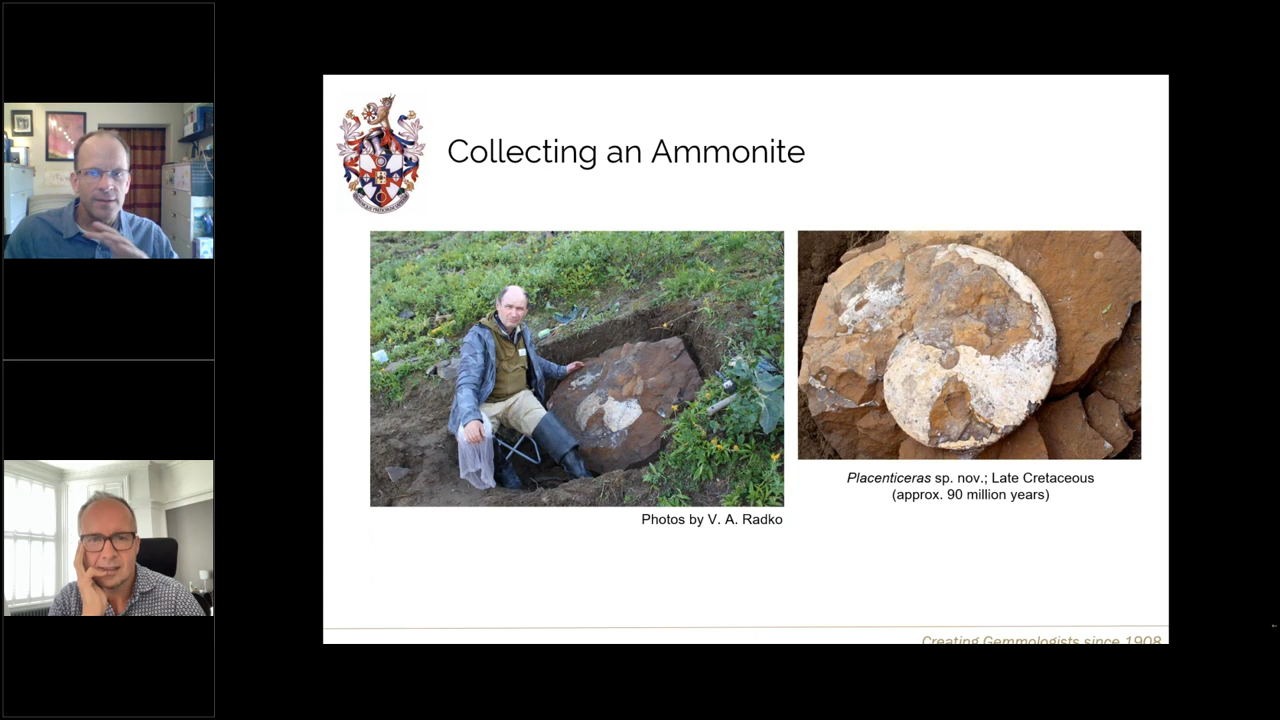 Collecting an Ammonite
Placenticeras sp. nov.; Late Cretaceous
(approx. 90 million years)
Photos by V. A. Radko
Creating Gemmologists since 1908